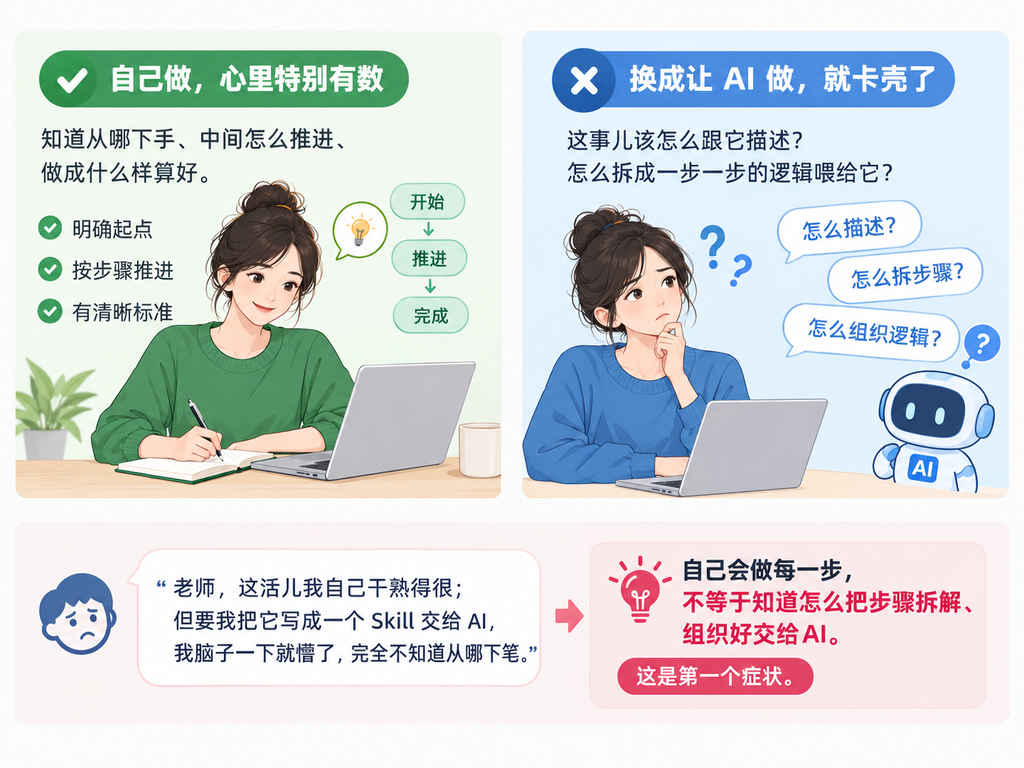 自己做，心里特别有数
知道从哪下手、中间怎么推进、
做成什么样算好。
明确起点
按步骤推进
有清晰标准
开始
推进
完成
换成让 AI 做，就卡壳了
这事儿该怎么跟它描述？
怎么拆成一步一步的逻辑喂给它？
怎么描述？
怎么拆步骤？
怎么组织逻辑？
?
?
?
AI
“老师，这活儿我自己干熟得很；
但要我把它写成一个 Skill 交给 AI，
我脑子一下就懵了，完全不知道从哪下笔。”
自己会做每一步，
不等于知道怎么把步骤拆解、
组织好交给AI。
这是第一个症状。